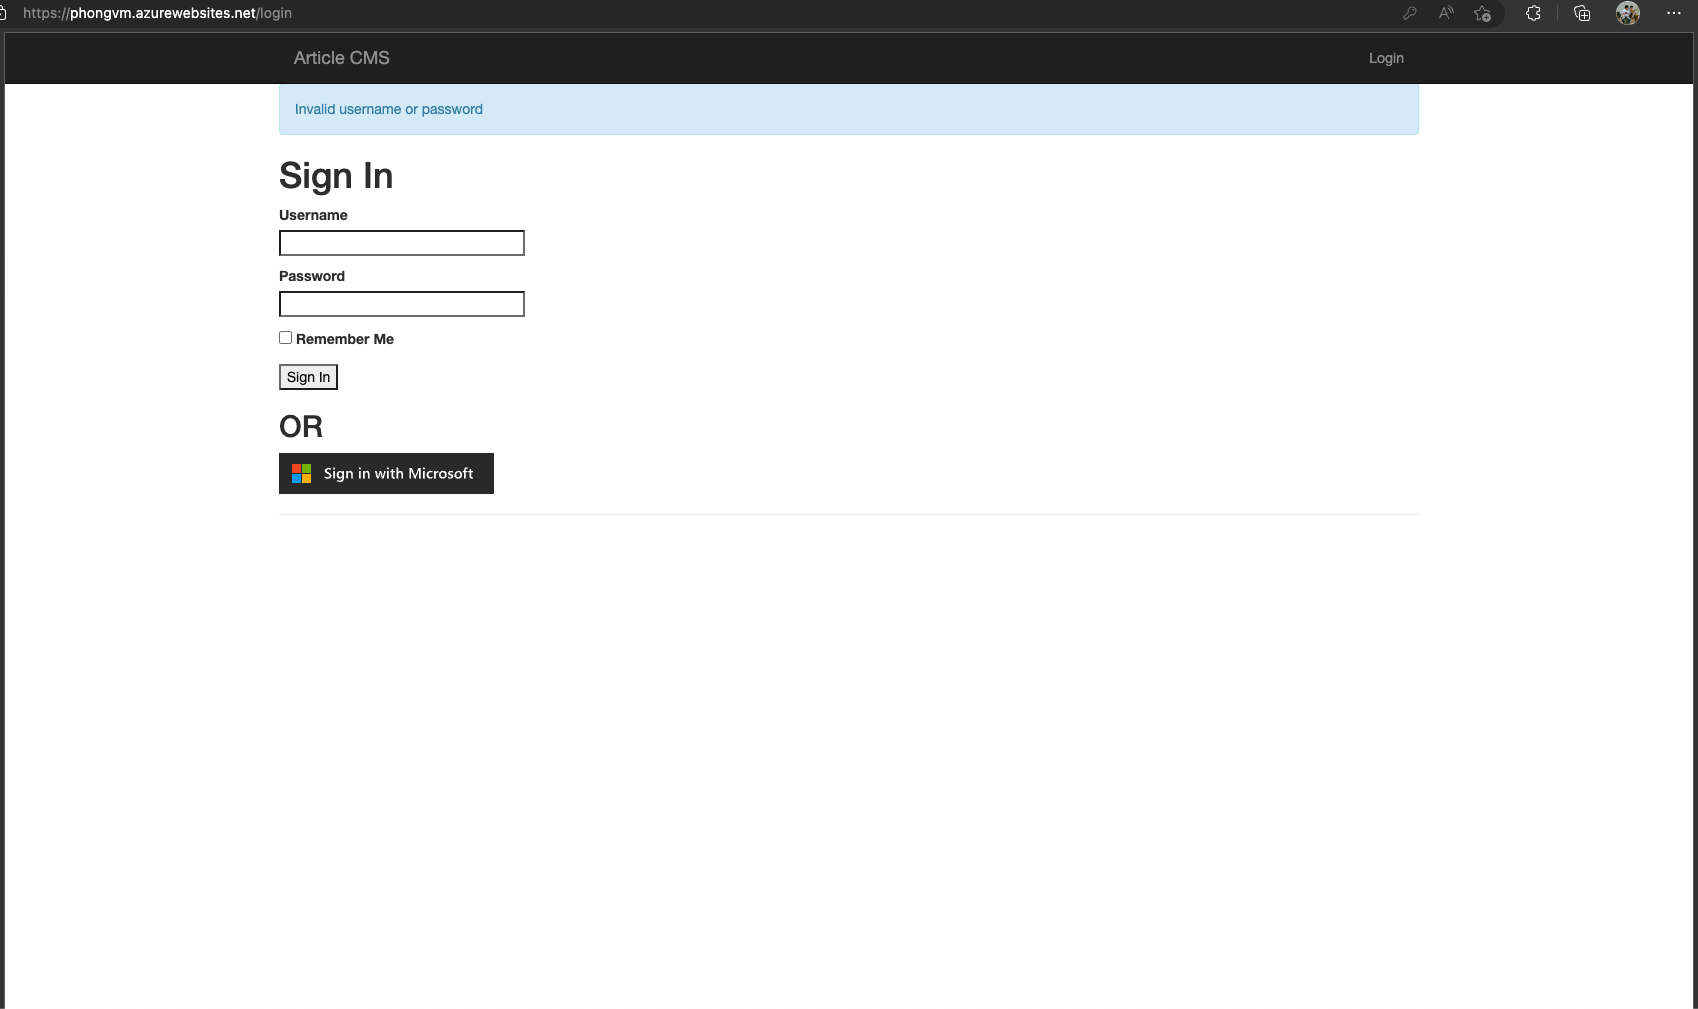 https://phongvm.azurewebsites.net/login
Article CMS
Login
Invalid username or password
Sign In
Username
Password
Remember Me
Sign In
OR
Sign in with Microsoft